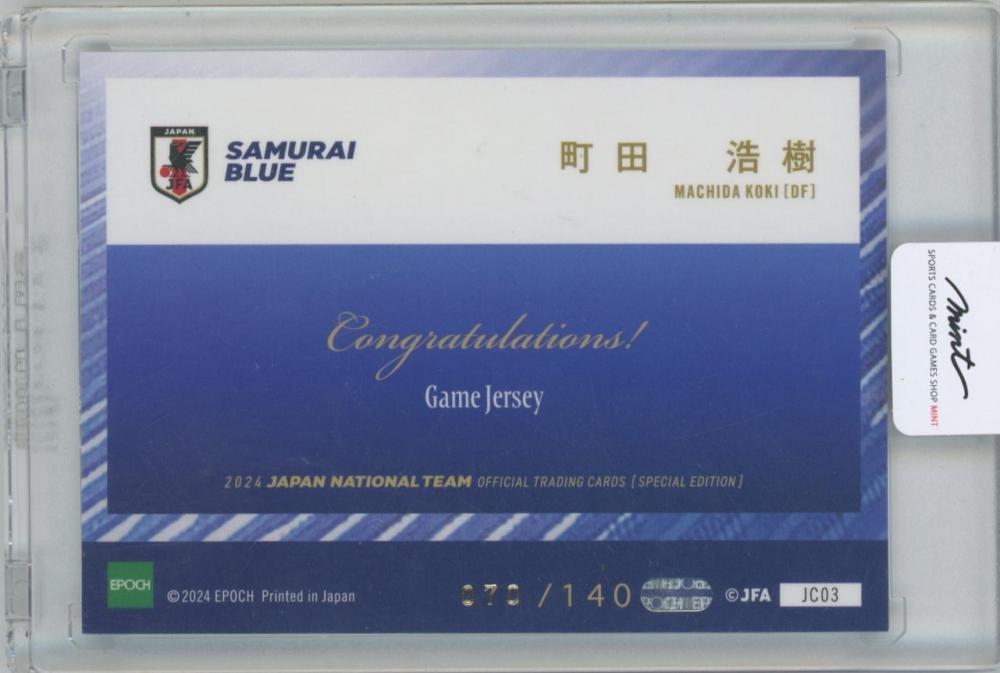 JAPAN
JFA
SAMURAI
BLUE
町田 浩樹
MACHIDA KOKI [DF]
Congratulations!
Game Jersey
2024 JAPAN NATIONAL TEAM OFFICIAL TRADING CARDS [SPECIAL EDITION]
EPOCH
©2024 EPOCH Printed in Japan
070 /140
©JFA
JC03
mint
SPORTS CARDS & CARD GAMES SHOP MINT